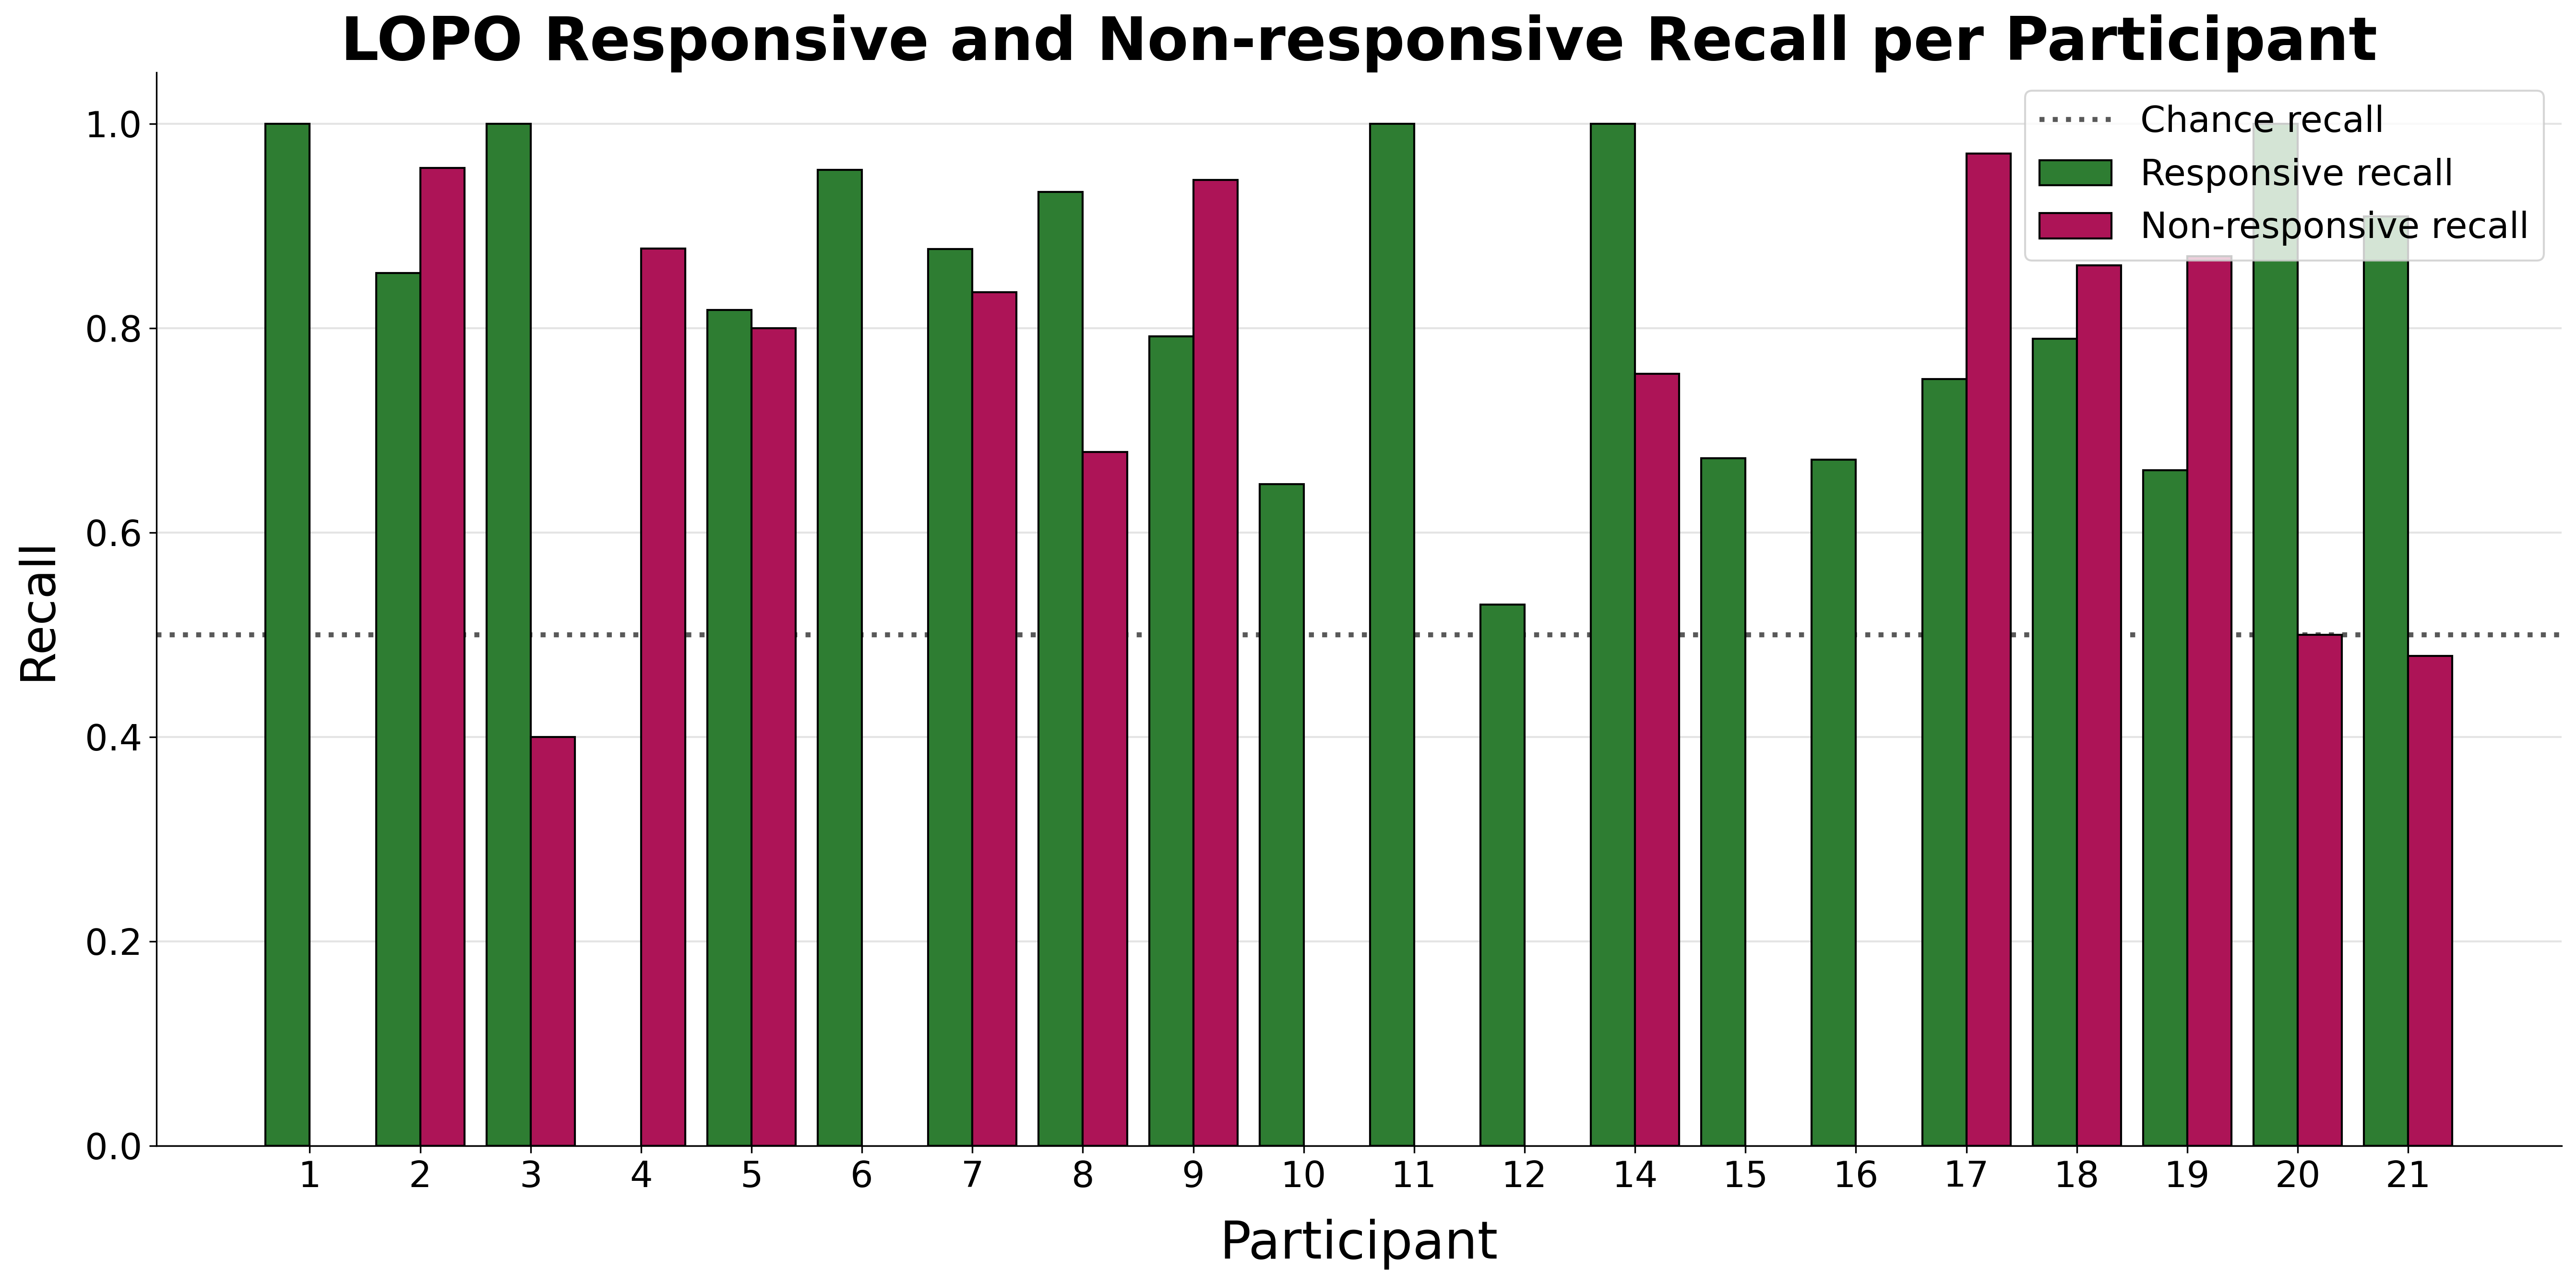 LOPO Responsive and Non-responsive Recall per Participant
Chance recall
Responsive recall
Non-responsive recall
1.0
0.8
0.6
0.4
0.2
0.0
Recall
1 2 3 4 5 6 7 8 9 10 11 12 14 15 16 17 18 19 20 21
Participant